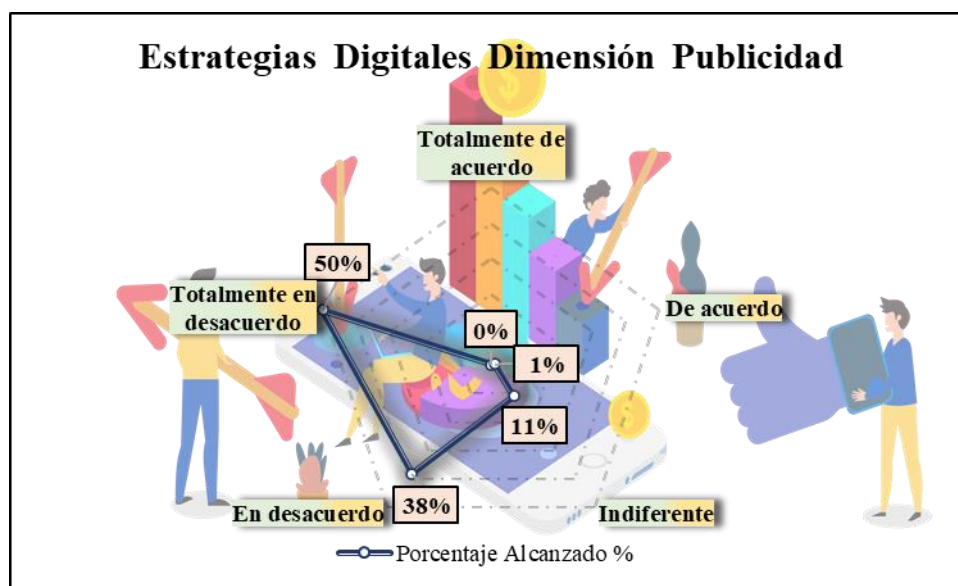 Estrategias Digitales Dimensión Publicidad
Totalmente de
acuerdo
50%
Totalmente en
desacuerdo
De acuerdo
0%
1%
11%
38%
En desacuerdo
Indiferente
Porcentaje Alcanzado %